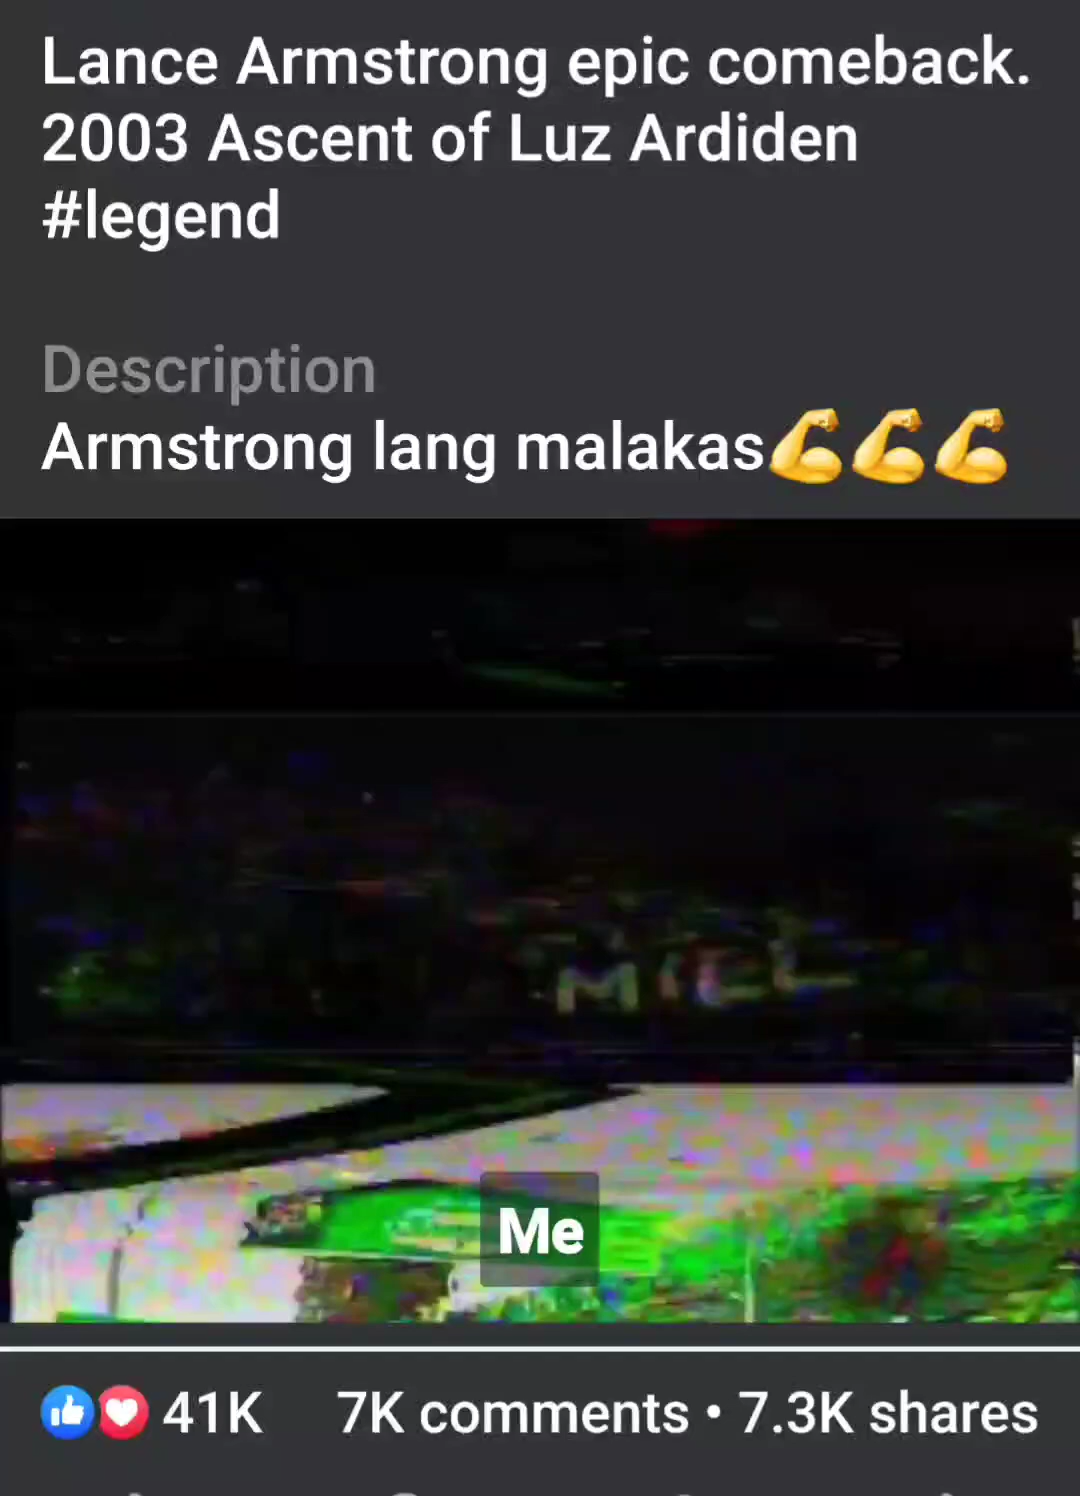 Lance Armstrong epic comeback.
2003 Ascent of Luz Ardiden
#legend
Description
Armstrong lang malakas💪💪💪
Me
41K 7K comments • 7.3K shares